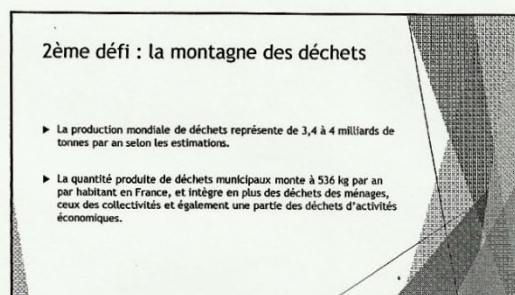 2ème défi : la montagne des déchets
► La production mondiale de déchets représente de 3,4 à 4 milliards de
tonnes par an selon les estimations.
► La quantité produite de déchets municipaux monte à 536 kg par an
par habitant en France, et intègre en plus des déchets des ménages,
ceux des collectivités et également une partie des déchets d'activités
économiques.